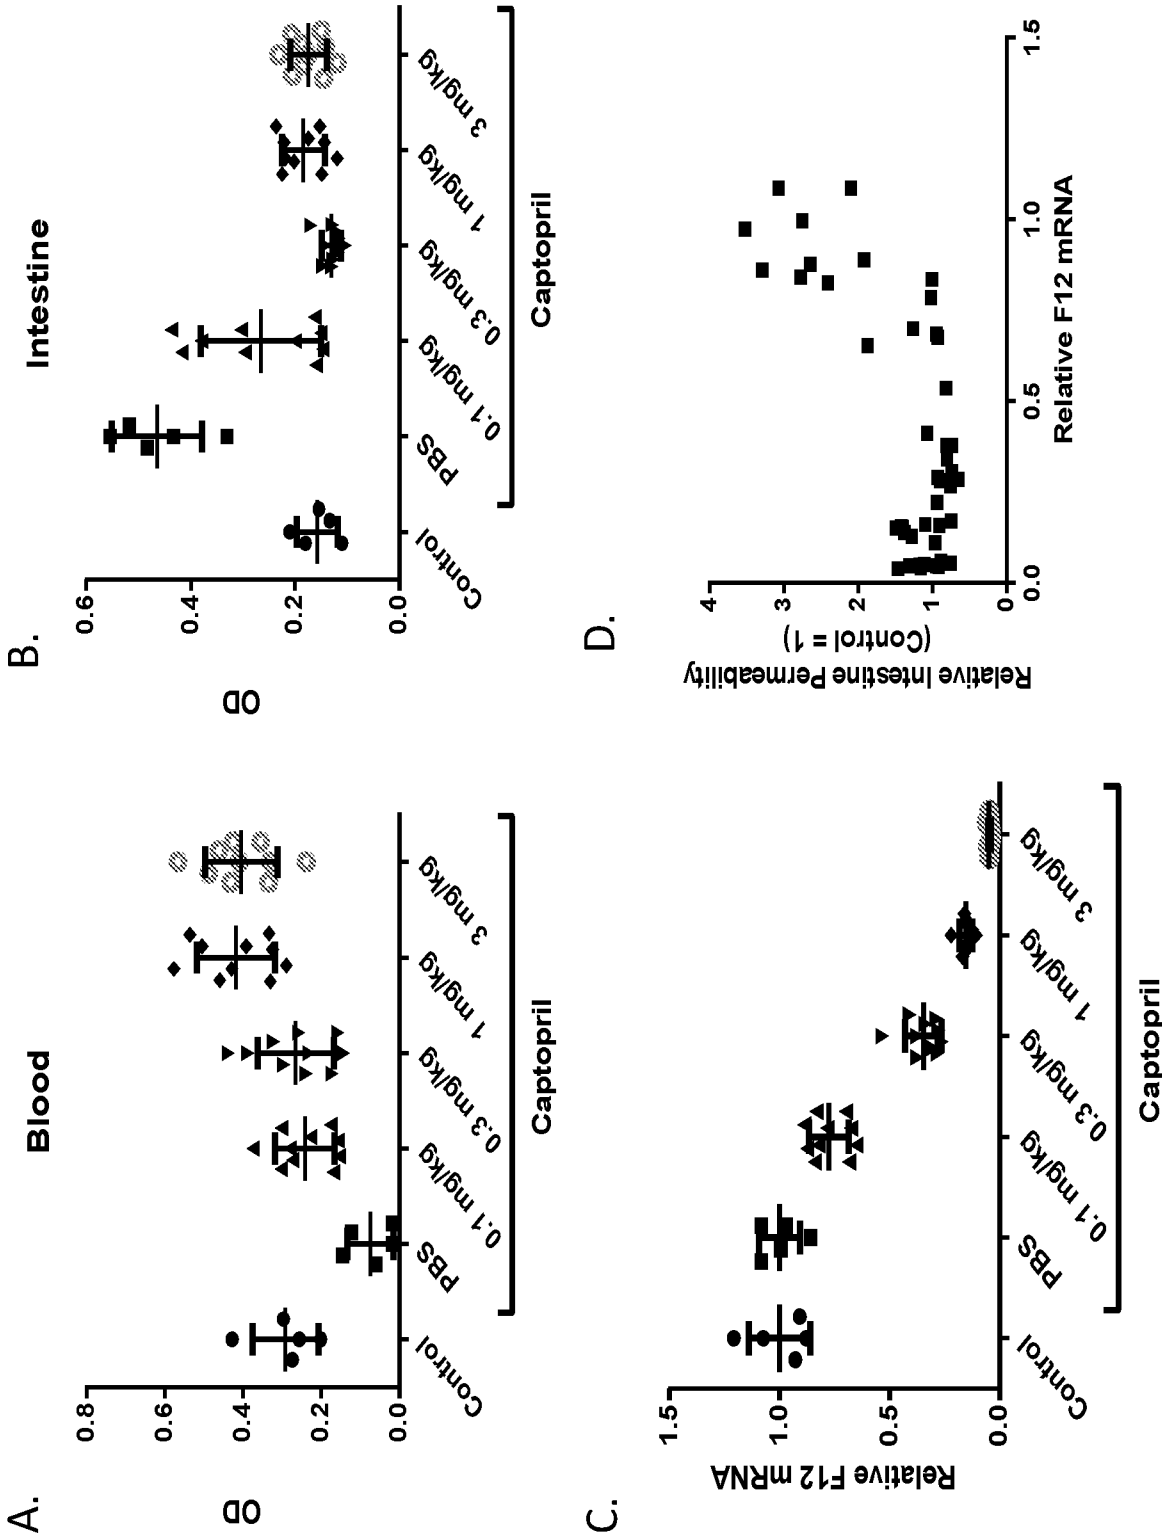 A.
Blood
OD
0.8
0.6
0.4
0.2
0.0
Control
PBS
0.1 mg/kg
0.3 mg/kg
1 mg/kg
3 mg/kg
Captopril
B.
Intestine
OD
0.6
0.4
0.2
0.0
Control
PBS
0.1 mg/kg
0.3 mg/kg
1 mg/kg
3 mg/kg
Captopril
C.
Relative F12 mRNA
1.5
1.0
0.5
0.0
Control
PBS
0.1 mg/kg
0.3 mg/kg
1 mg/kg
3 mg/kg
Captopril
D.
Relative Intestine Permeability
(Control = 1)
4
3
2
1
0
0.0
0.5
1.0
1.5
Relative F12 mRNA